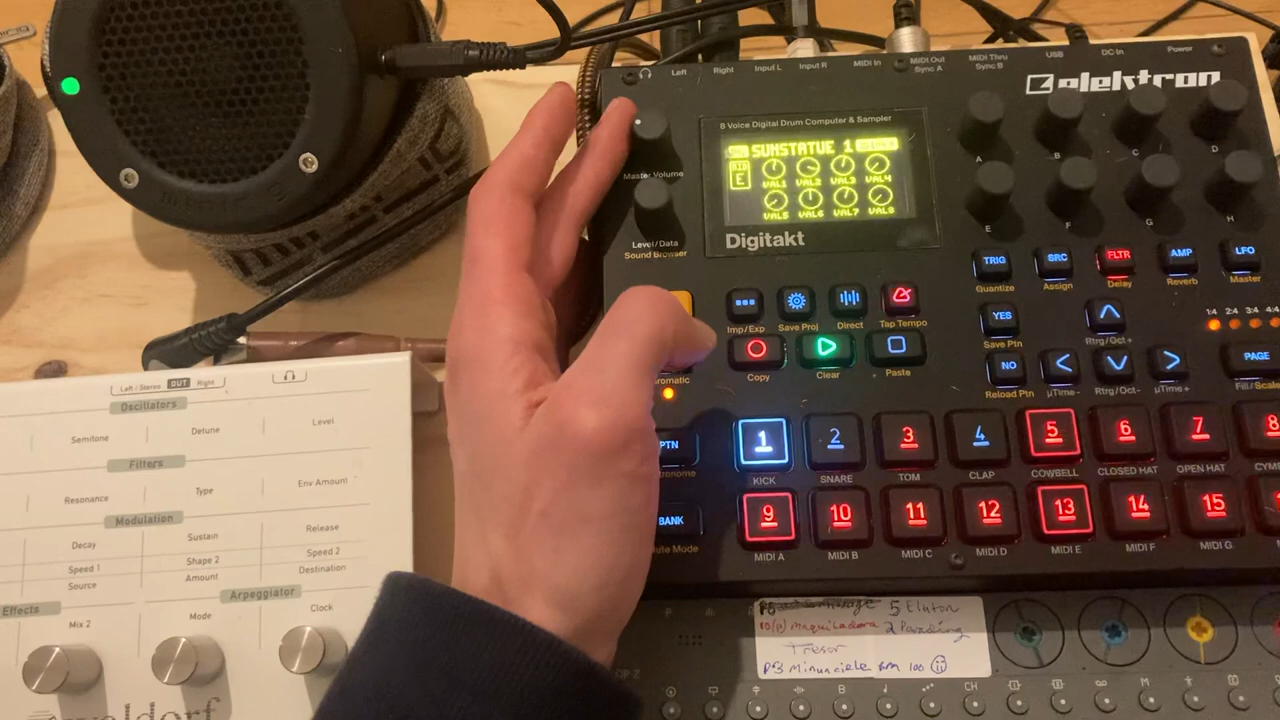 Left
Right
Input L
Input R
MIDI In
MIDI Out
Sync A
MIDI Thru
Sync B
USB
DC In
Power
elektron
8 Voice Digital Drum Computer & Sampler
SUNSTATUE 1
MID
E
VAL1 VAL2 VAL3 VAL4
VAL5 VAL6 VAL7 VAL8
Digitakt
Master Volume
Level/Data
Sound Browser
A B C D
E F G H
TRIG SRC FLTR AMP LFO
Quantize Assign Delay Reverb Master
Imp/Exp Save Proj Direct Tap Tempo
Copy Clear Paste
YES
Save Ptn
Rtrg/Oct+
NO
Reload Ptn µTime- Rtrg/Oct- µTime+
1:4 2:4 3:4 4:4
PAGE
PTN
BANK
1 2 3 4 5 6 7 8
KICK SNARE TOM CLAP COWBELL CLOSED HAT OPEN HAT
9 10 11 12 13 14 15
MIDI A MIDI B MIDI C MIDI D MIDI E MIDI F MIDI G
Tresor
P3 Minunciele BPM 100
CH
B
M
Left / Stereo OUT Right
Oscillators
Semitone Detune Level
Filters
Resonance Type Env Amount
Modulation
Decay Sustain Release
Speed 1 Shape 2 Speed 2
Source Amount Destination
Effects
Arpeggiator
Mix 2 Mode Clock
waldorf